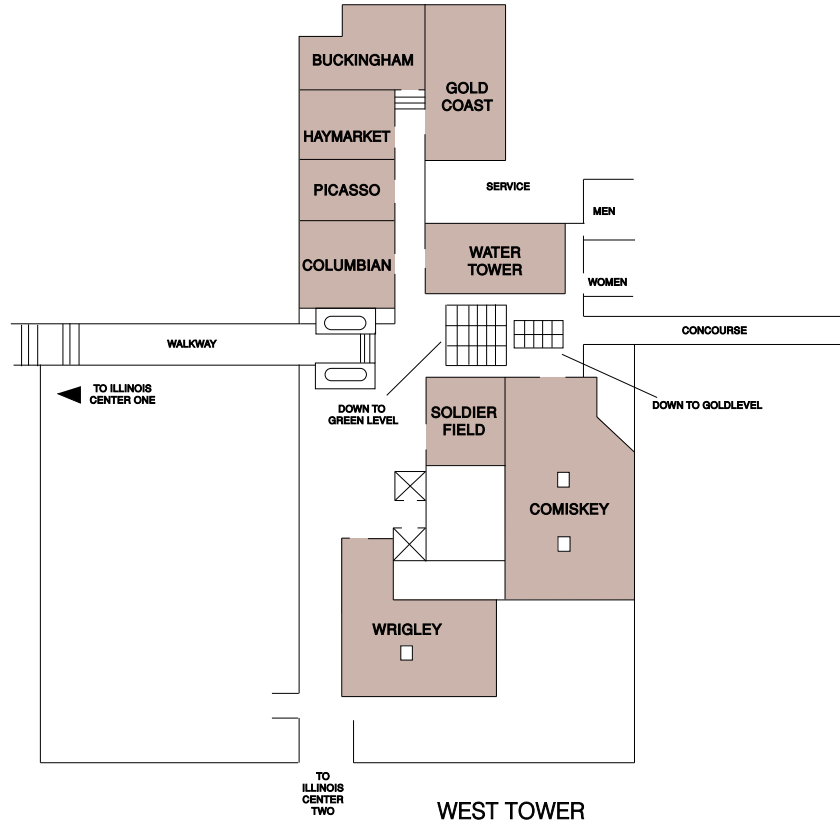 BUCKINGHAM
GOLD
COAST
HAYMARKET
PICASSO
SERVICE
MEN
COLUMBIAN
WATER
TOWER
WOMEN
WALKWAY
CONCOURSE
TO ILLINOIS
CENTER ONE
DOWN TO
GREEN LEVEL
SOLDIER
FIELD
DOWN TO GOLDLEVEL
COMISKEY
WRIGLEY
TO
ILLINOIS
CENTER
TWO
WEST TOWER